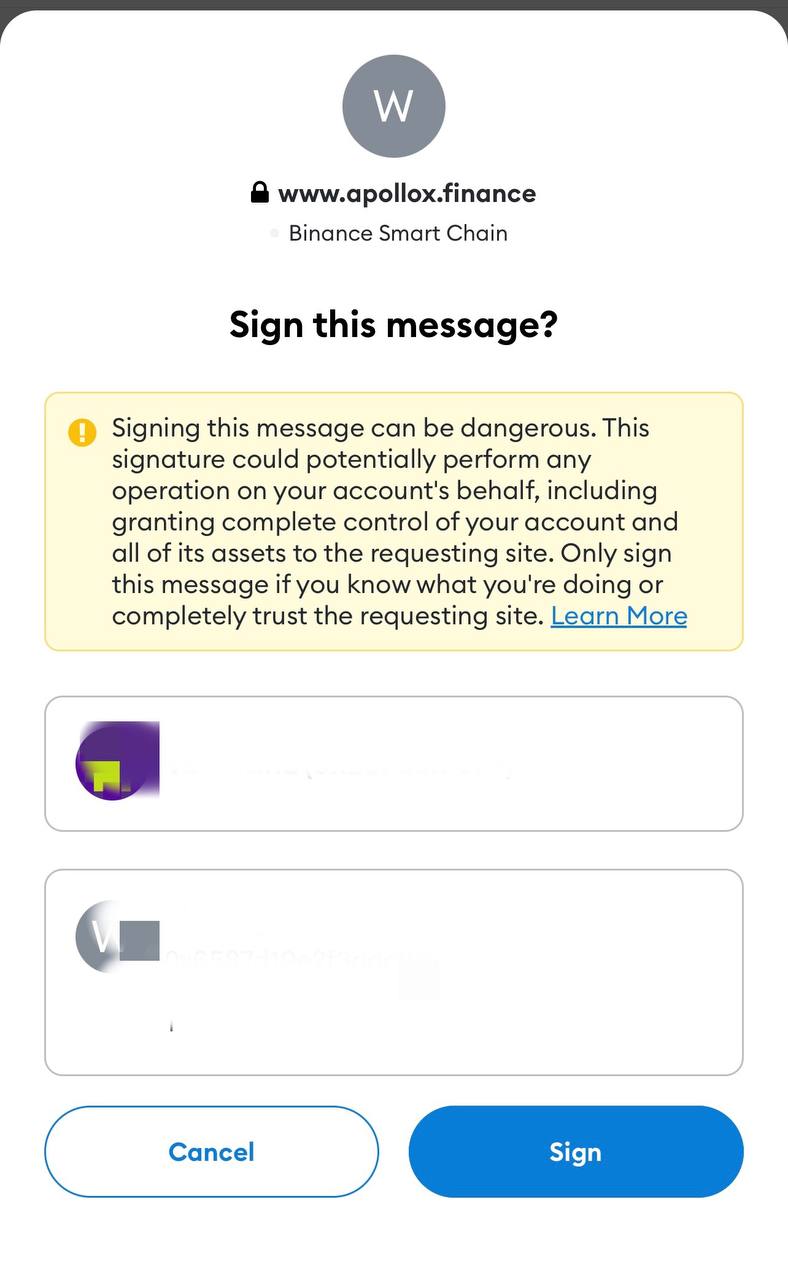 W
www.apollox.finance
Binance Smart Chain
Sign this message?
Signing this message can be dangerous. This
signature could potentially perform any
operation on your account's behalf, including
granting complete control of your account and
all of its assets to the requesting site. Only sign
this message if you know what you're doing or
completely trust the requesting site. Learn More
W
Cancel
Sign